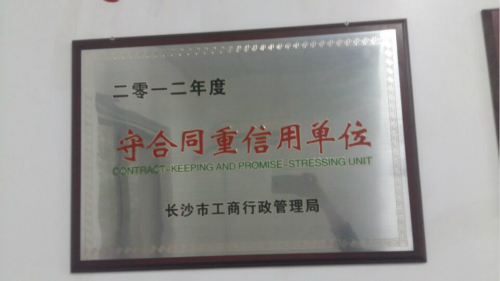 二零一二年度
守合同重信用单位
CONTRACT-KEEPING AND PROMISE-STRESSING UNIT
长沙市工商行政管理局